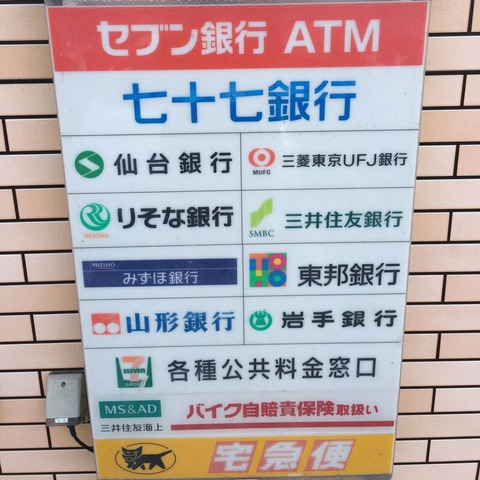 セブン銀行 ATM
七十七銀行
仙台銀行
MUFG
三菱東京UFJ銀行
RESONA
りそな銀行
SMBC
三井住友銀行
MIZUHO
みずほ銀行
TOHO
東邦銀行
山形銀行
岩手銀行
7
ELEVEN
各種公共料金窓口
MS&AD
三井住友海上
バイク自賠責保険取扱い
宅急便